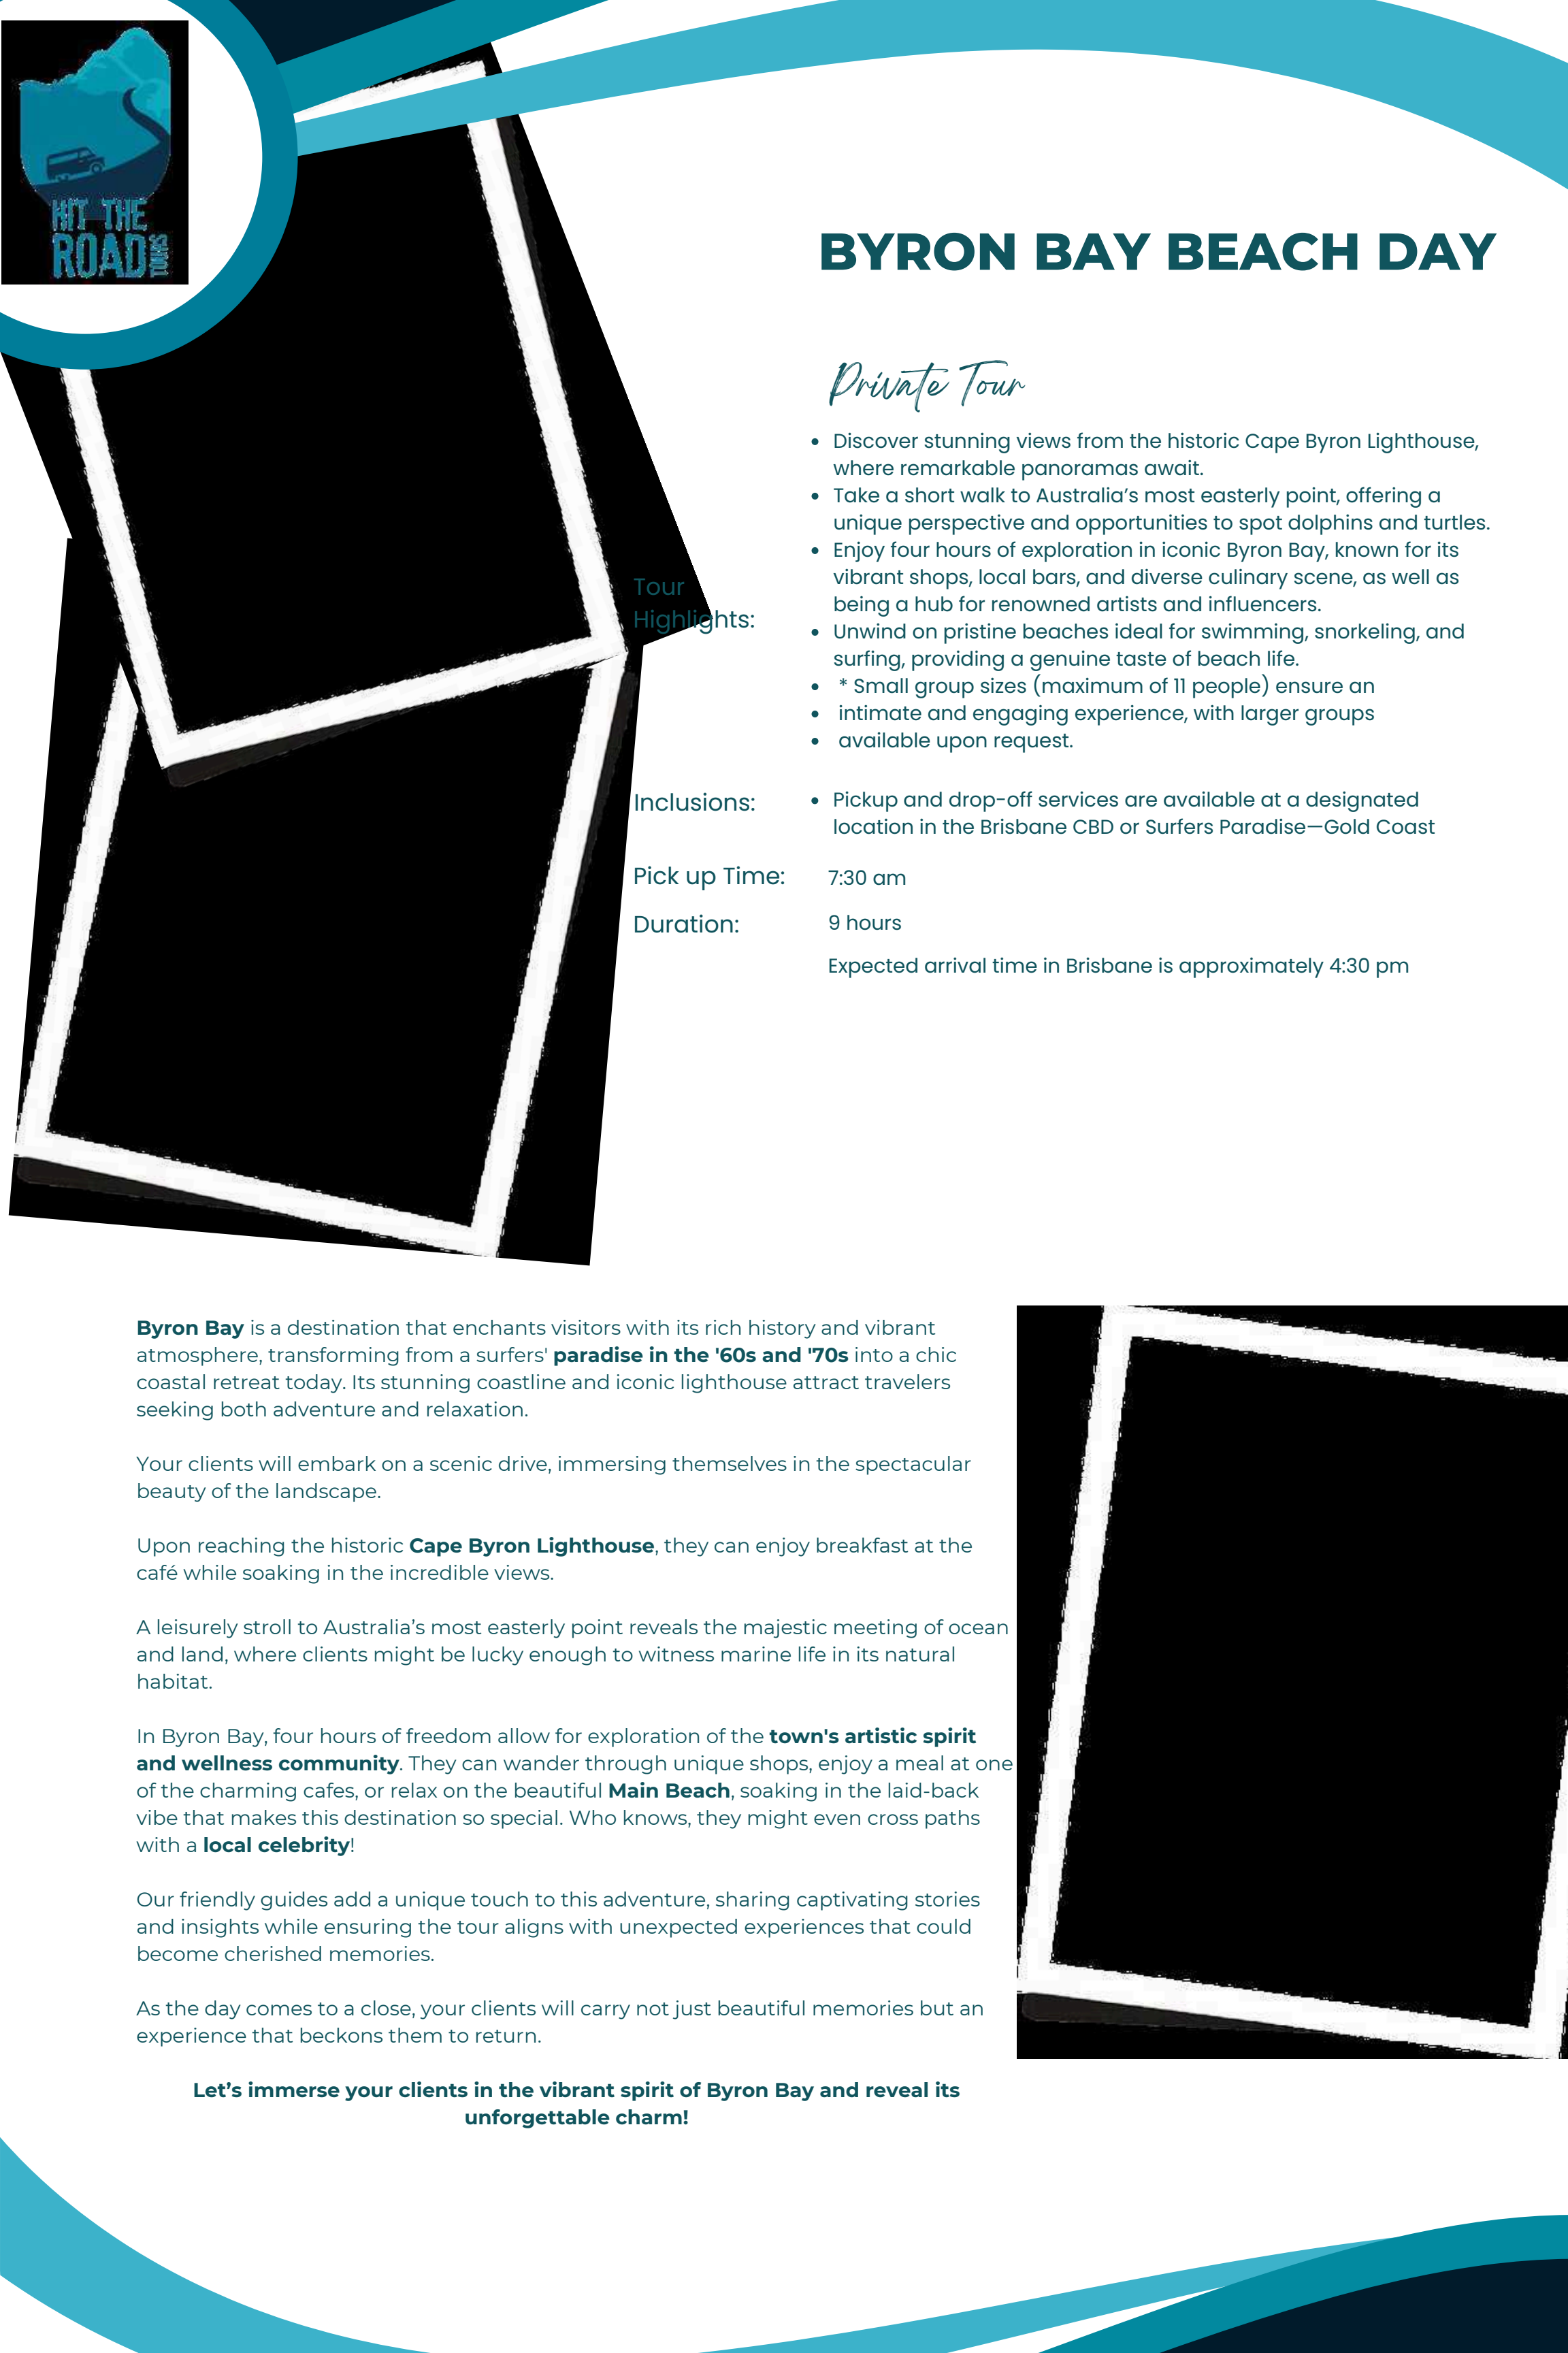 HIT THE
ROAD
TOURS
BYRON BAY BEACH DAY
Private Tour
Tour
Highlights:
• Discover stunning views from the historic Cape Byron Lighthouse,
where remarkable panoramas await.
• Take a short walk to Australia’s most easterly point, offering a
unique perspective and opportunities to spot dolphins and turtles.
• Enjoy four hours of exploration in iconic Byron Bay, known for its
vibrant shops, local bars, and diverse culinary scene, as well as
being a hub for renowned artists and influencers.
• Unwind on pristine beaches ideal for swimming, snorkeling, and
surfing, providing a genuine taste of beach life.
• * Small group sizes (maximum of 11 people) ensure an
• intimate and engaging experience, with larger groups
• available upon request.
Inclusions:
• Pickup and drop-off services are available at a designated
location in the Brisbane CBD or Surfers Paradise—Gold Coast
Pick up Time: 7:30 am
Duration: 9 hours
Expected arrival time in Brisbane is approximately 4:30 pm
Byron Bay is a destination that enchants visitors with its rich history and vibrant
atmosphere, transforming from a surfers' paradise in the '60s and '70s into a chic
coastal retreat today. Its stunning coastline and iconic lighthouse attract travelers
seeking both adventure and relaxation.
Your clients will embark on a scenic drive, immersing themselves in the spectacular
beauty of the landscape.
Upon reaching the historic Cape Byron Lighthouse, they can enjoy breakfast at the
café while soaking in the incredible views.
A leisurely stroll to Australia’s most easterly point reveals the majestic meeting of ocean
and land, where clients might be lucky enough to witness marine life in its natural
habitat.
In Byron Bay, four hours of freedom allow for exploration of the town's artistic spirit
and wellness community. They can wander through unique shops, enjoy a meal at one
of the charming cafes, or relax on the beautiful Main Beach, soaking in the laid-back
vibe that makes this destination so special. Who knows, they might even cross paths
with a local celebrity!
Our friendly guides add a unique touch to this adventure, sharing captivating stories
and insights while ensuring the tour aligns with unexpected experiences that could
become cherished memories.
As the day comes to a close, your clients will carry not just beautiful memories but an
experience that beckons them to return.
Let’s immerse your clients in the vibrant spirit of Byron Bay and reveal its
unforgettable charm!